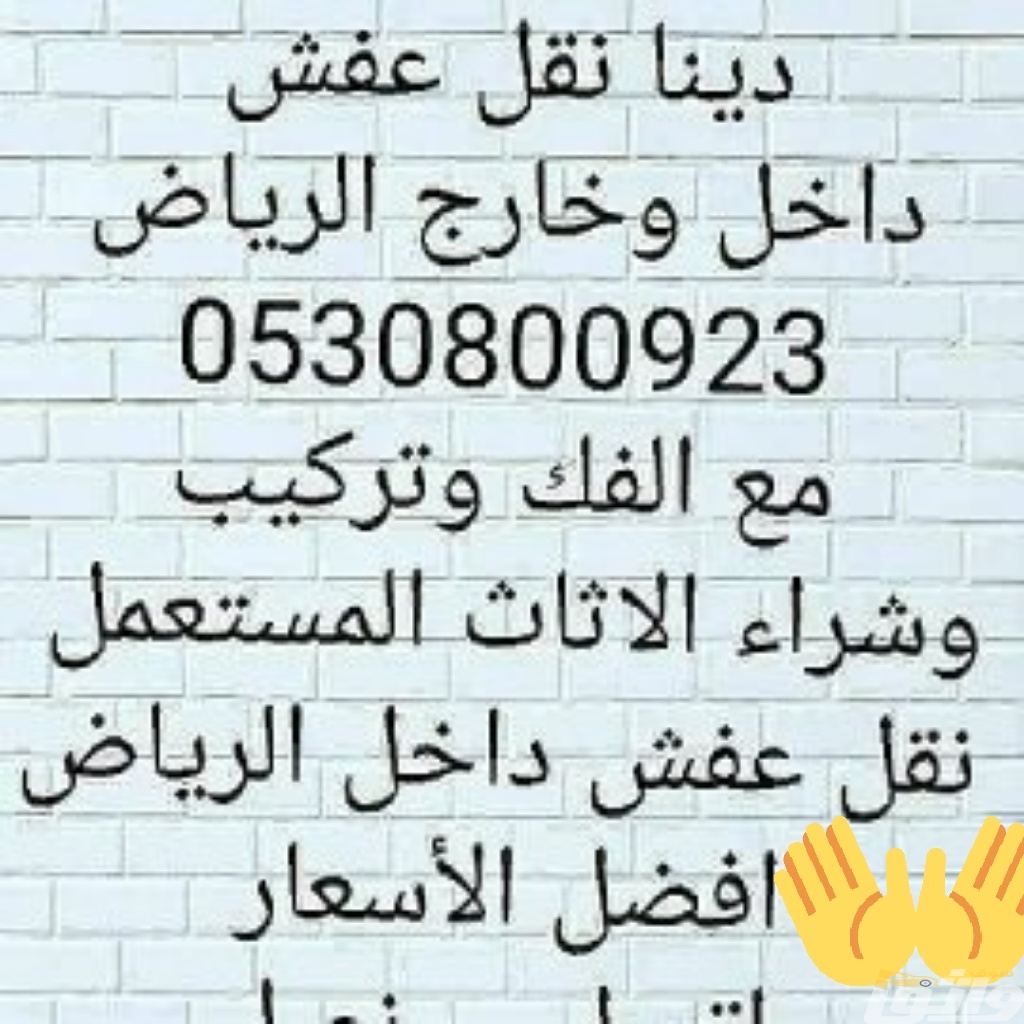 دينا نقل عفش
داخل وخارج الرياض
0530800923
مع الفك وتركيب
وشراء الاثاث المستعمل
نقل عفش داخل الرياض
افضل الأسعار